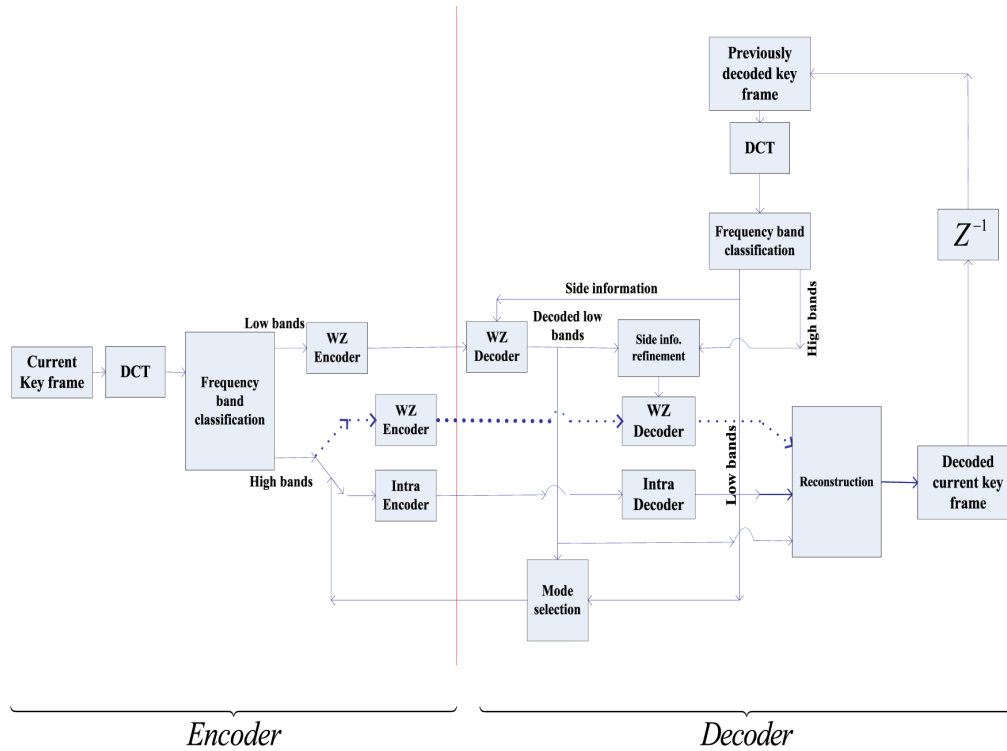 Previously
decoded key
frame
DCT
Frequency band
classification
Z⁻¹
Side information
High bands
Low bands
WZ
Encoder
WZ
Decoder
Decoded low
bands
Side info.
refinement
Current
Key frame
DCT
Frequency
band
classification
WZ
Encoder
WZ
Decoder
High bands
Intra
Encoder
Intra
Decoder
Low bands
Reconstruction
Decoded
current key
frame
Mode
selection
Encoder
Decoder